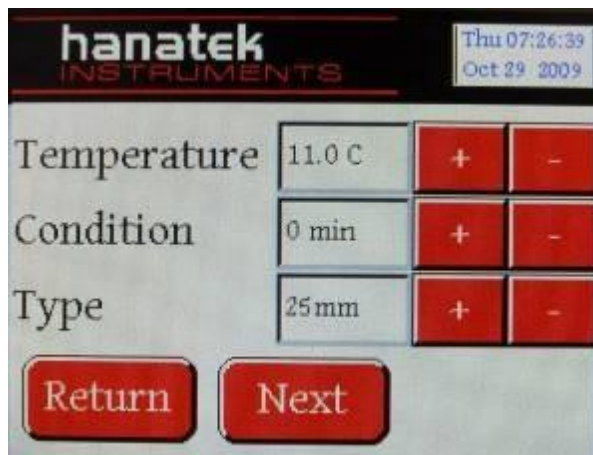 hanatek
INSTRUMENTS
Thu 07:26:39
Oct 29 2009
Temperature 11.0 C + -
Condition 0 min + -
Type 25mm + -
Return Next